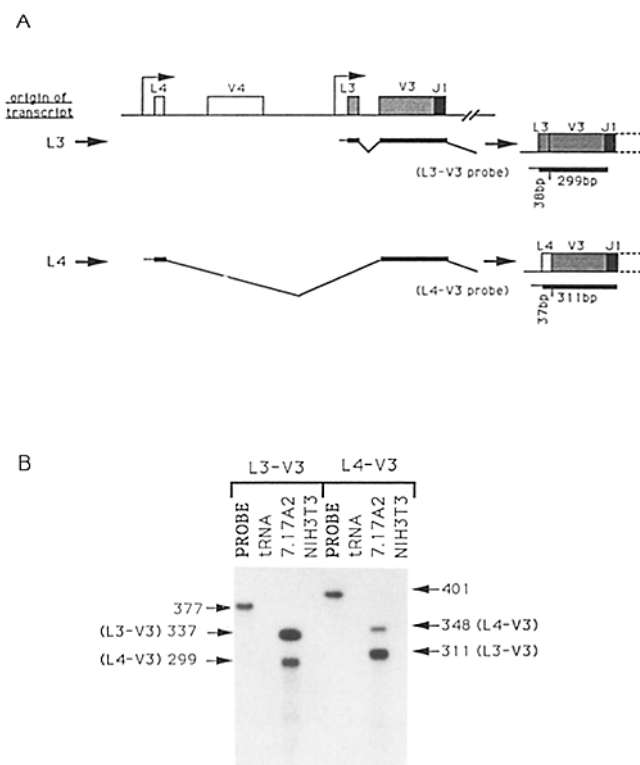 A
origin of
transcript
L4 V4 L3 V3 J1
L3
L3 V3 J1
(L3-V3 probe)
38bp
299bp
L4
L4 V3 J1
(L4-V3 probe)
37bp
311bp
B
L3-V3 L4-V3
PROBE tRNA 7.17A2 NIH3T3 PROBE tRNA 7.17A2 NIH3T3
377
401
(L3-V3) 337
348 (L4-V3)
(L4-V3) 299
311 (L3-V3)